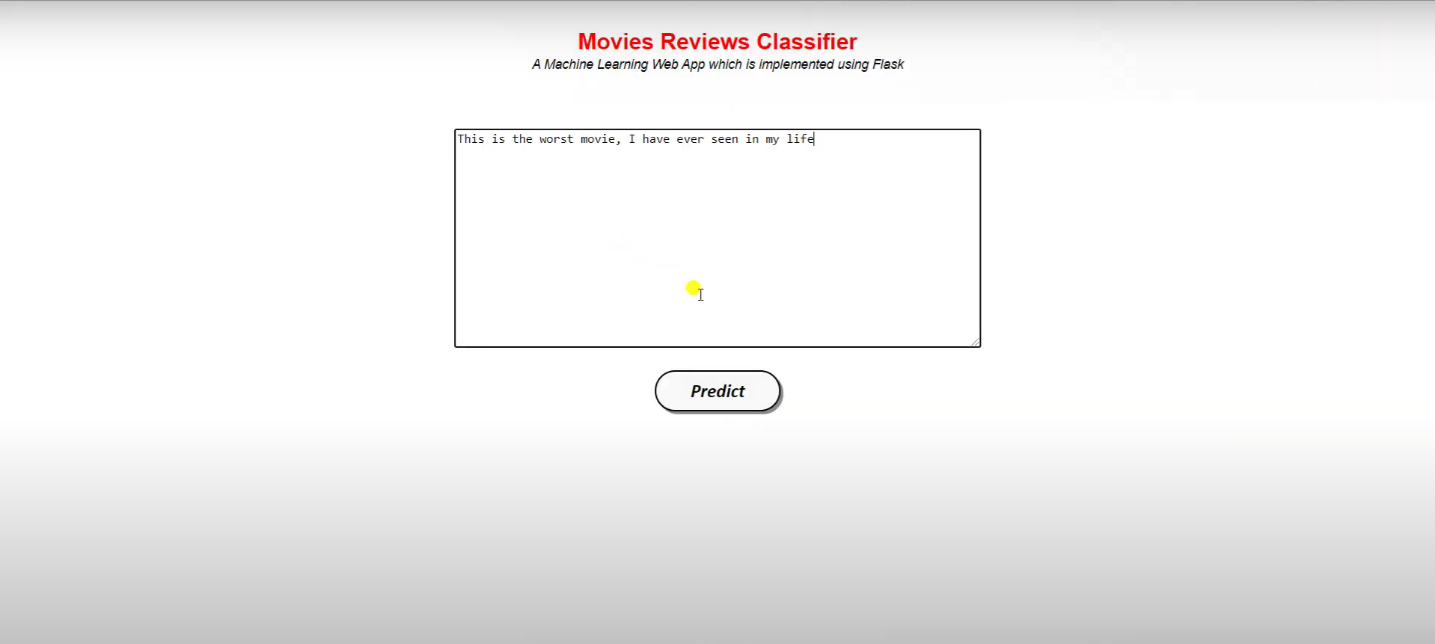 Movies Reviews Classifier
A Machine Learning Web App which is implemented using Flask
This is the worst movie, I have ever seen in my life
Predict